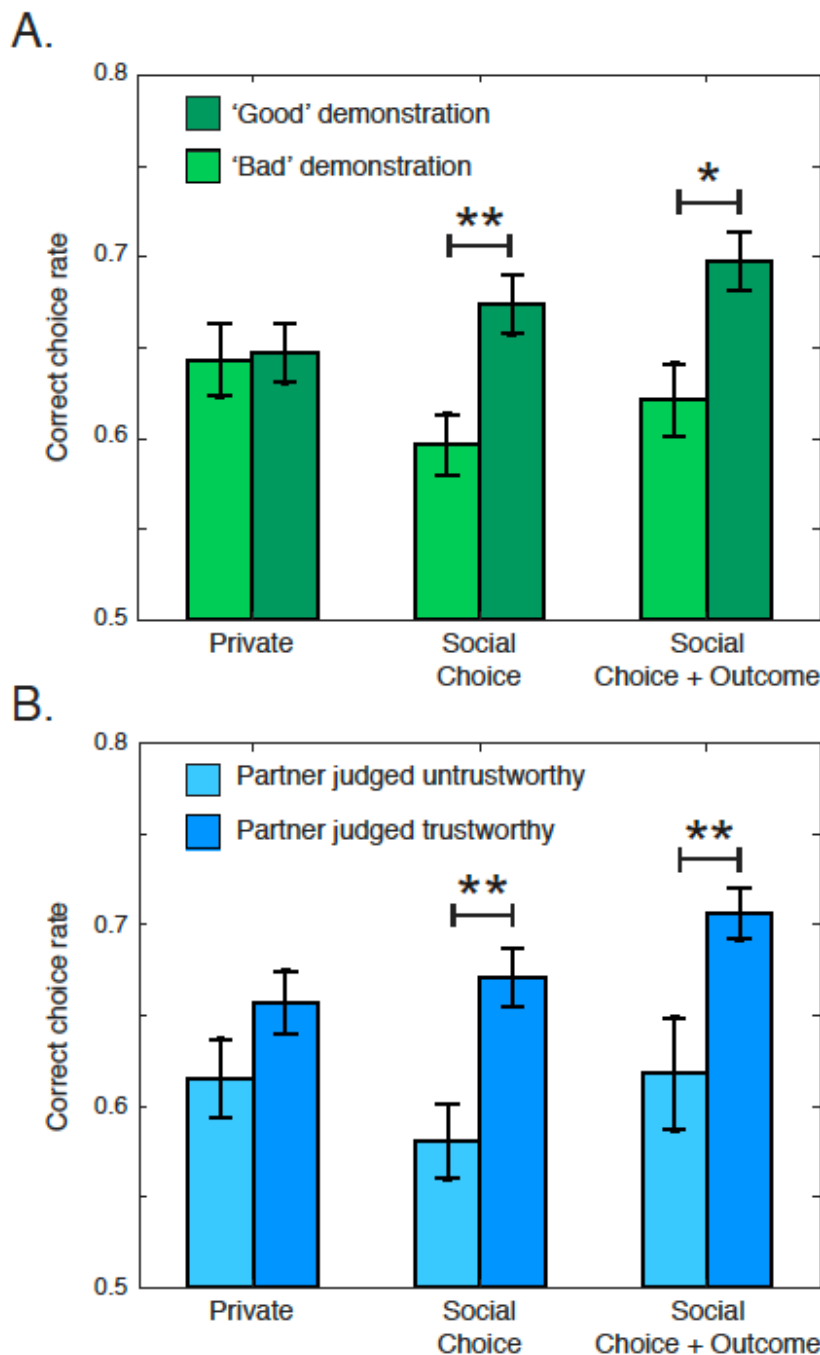 A.
0.8
‘Good’ demonstration
‘Bad’ demonstration
*
**
0.7
Correct choice rate
0.6
0.5
Private
Social
Choice
Social
Choice + Outcome
B.
0.8
Partner judged untrustworthy
Partner judged trustworthy
**
**
0.7
Correct choice rate
0.6
0.5
Private
Social
Choice
Social
Choice + Outcome